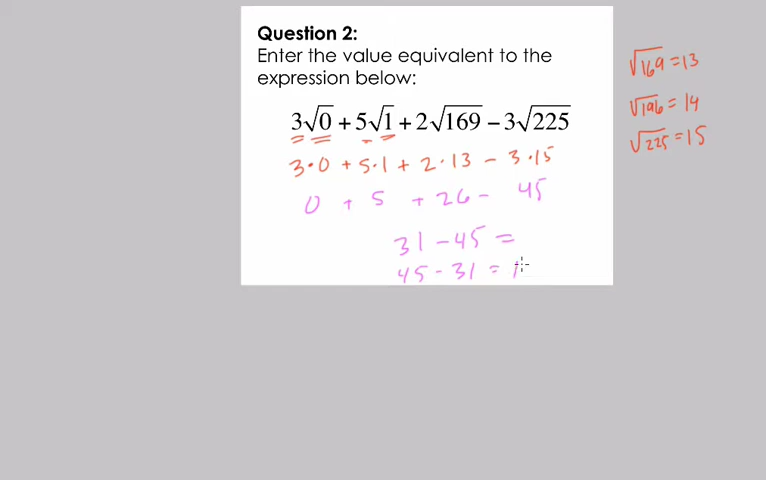 Question 2:
Enter the value equivalent to the
expression below:
3√0 + 5√1 + 2√169 − 3√225
3·0 + 5·1 + 2·13 − 3·15
0 + 5 + 26 − 45
31 − 45 =
45 − 31 = 1
√169 = 13
√196 = 14
√225 = 15